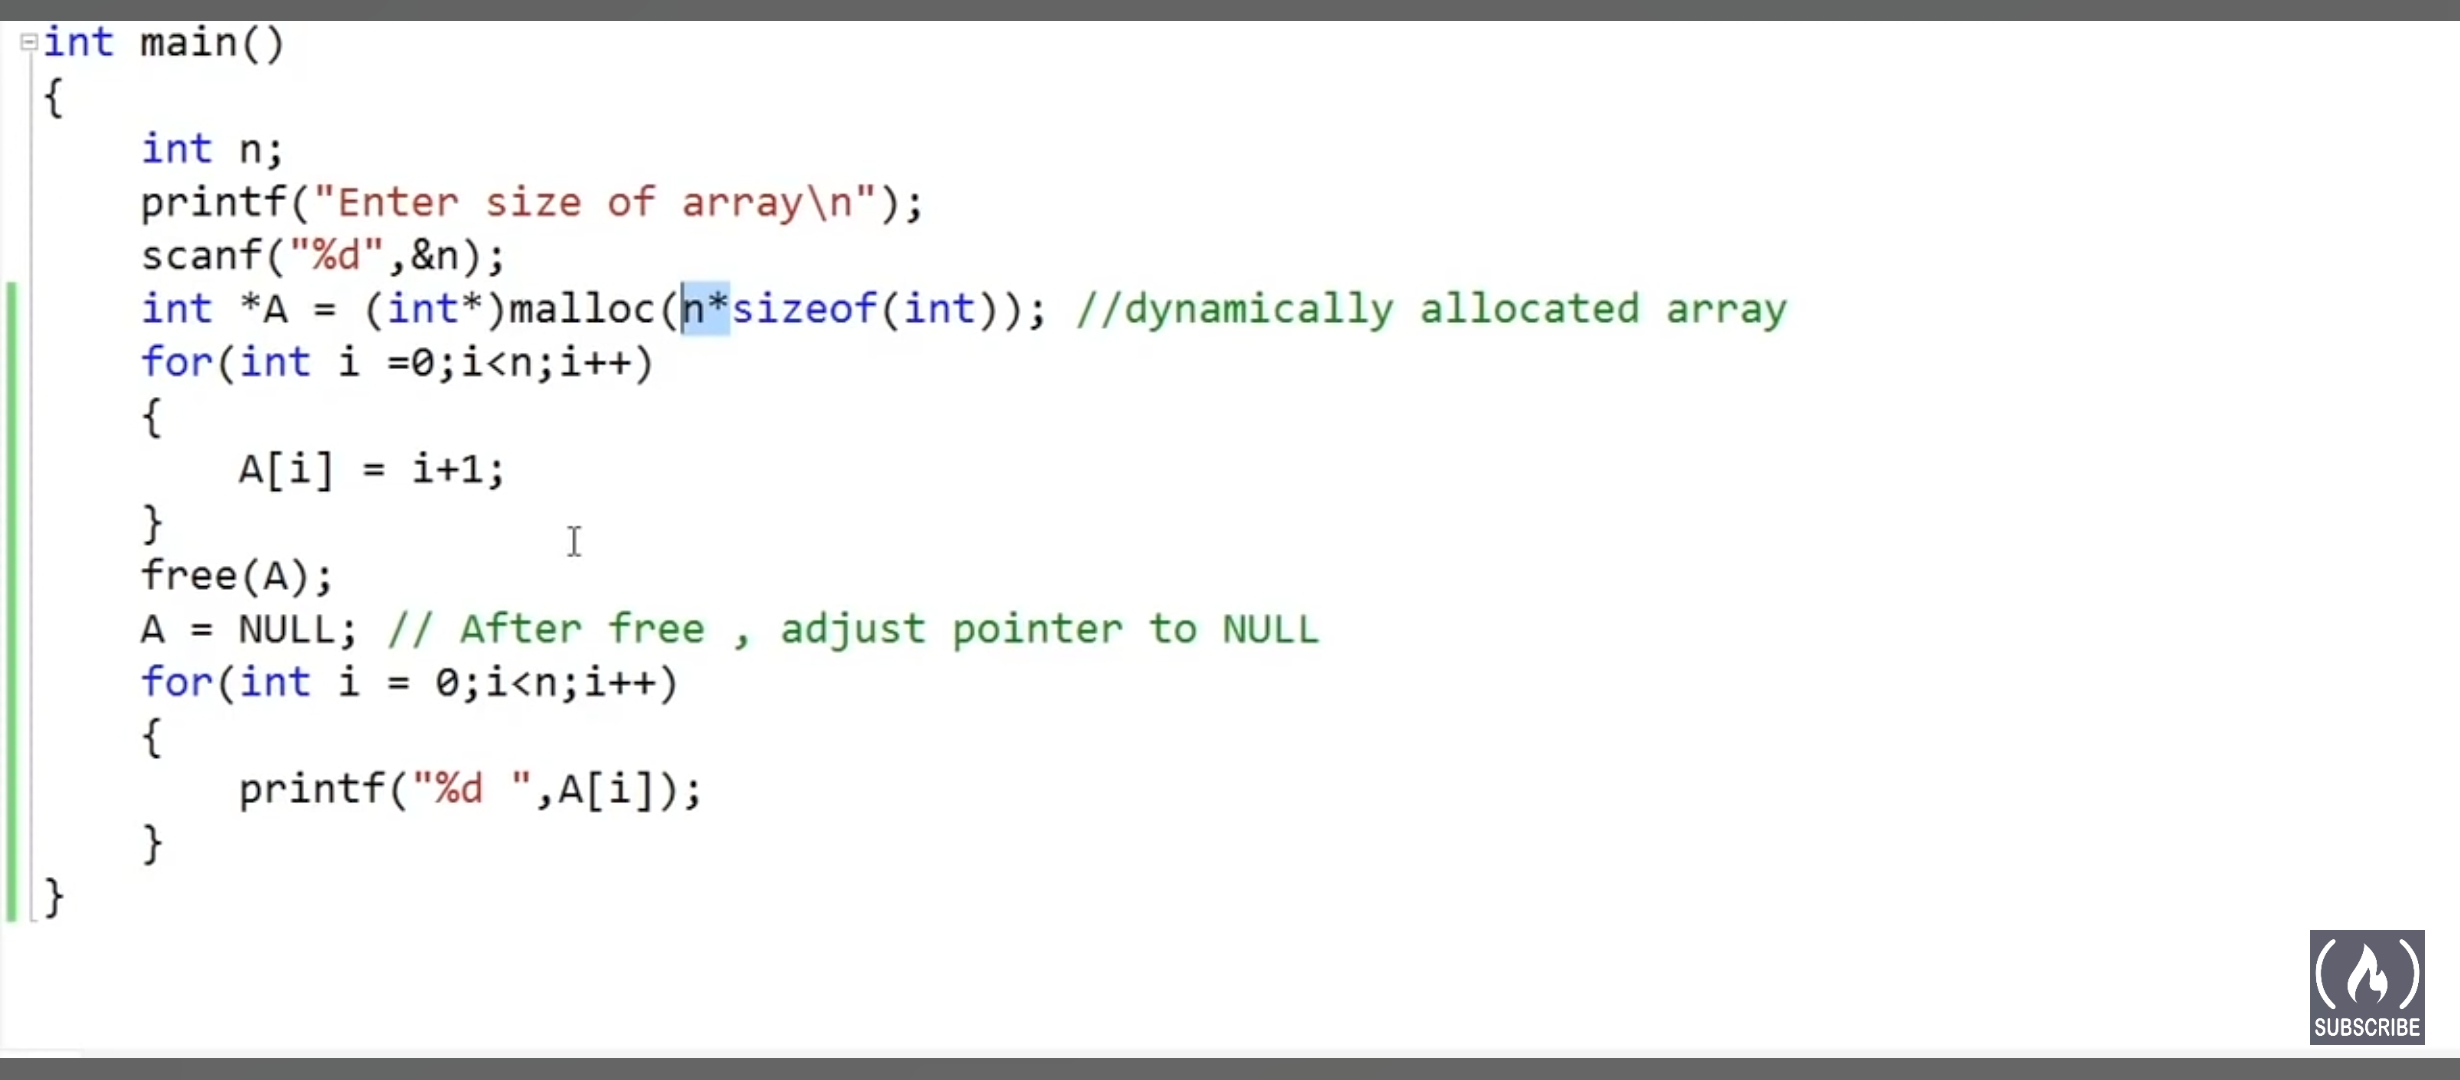 int main()
{
int n;
printf("Enter size of array\n");
scanf("%d",&n);
int *A = (int*)malloc(n*sizeof(int)); //dynamically allocated array
for(int i =0;i<n;i++)
{
A[i] = i+1;
}
free(A);
A = NULL; // After free , adjust pointer to NULL
for(int i = 0;i<n;i++)
{
printf("%d ",A[i]);
}
}
SUBSCRIBE